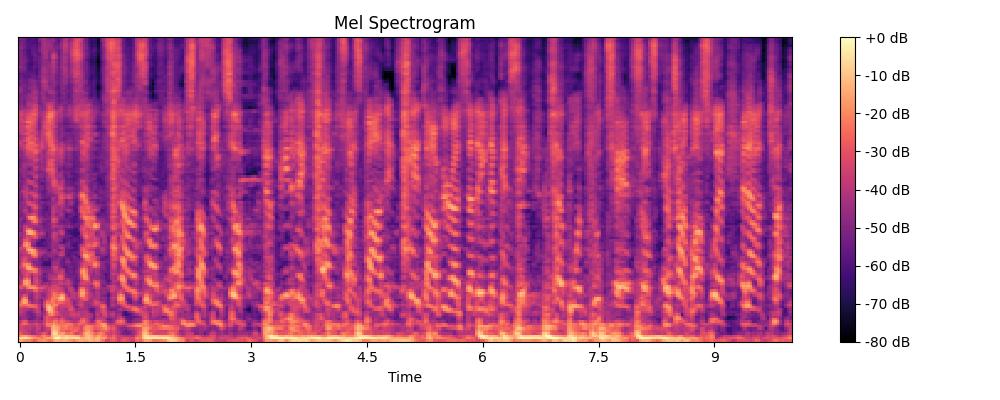 Mel Spectrogram
+0 dB
-10 dB
-20 dB
-30 dB
-40 dB
-50 dB
-60 dB
-70 dB
-80 dB
0 1.5 3 4.5 6 7.5 9
Time